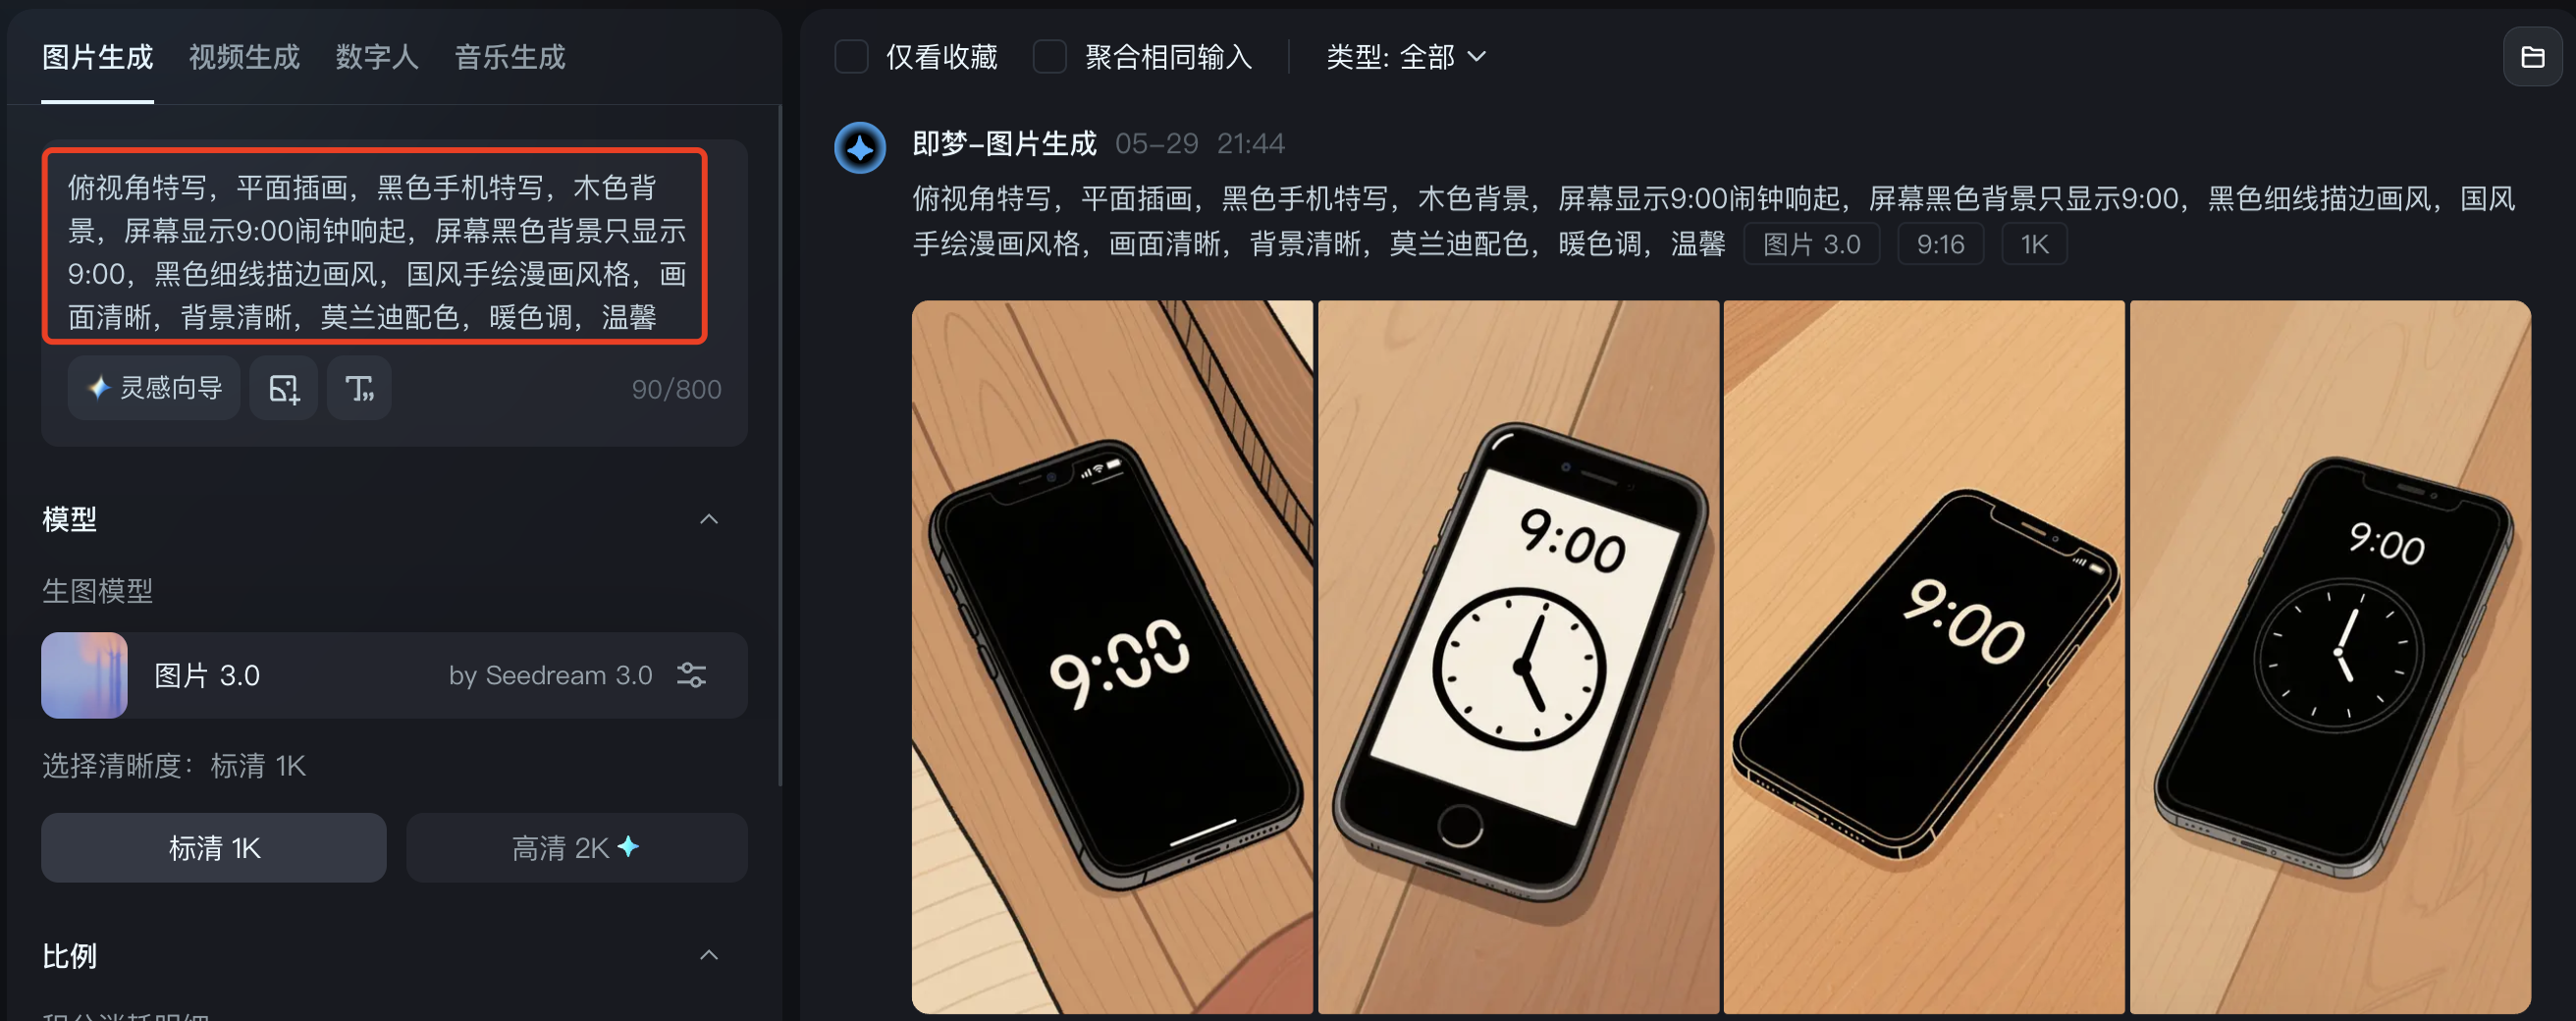 图片生成 视频生成 数字人 音乐生成
俯视角特写，平面插画，黑色手机特写，木色背
景，屏幕显示9:00闹钟响起，屏幕黑色背景只显示
9:00，黑色细线描边画风，国风手绘漫画风格，画
面清晰，背景清晰，莫兰迪配色，暖色调，温馨
灵感向导 90/800
模型
生图模型
图片 3.0 by Seedream 3.0
选择清晰度：标清 1K
标清 1K 高清 2K
比例
积分消耗明细
仅看收藏 聚合相同输入 类型: 全部
即梦-图片生成 05-29 21:44
俯视角特写，平面插画，黑色手机特写，木色背景，屏幕显示9:00闹钟响起，屏幕黑色背景只显示9:00，黑色细线描边画风，国风
手绘漫画风格，画面清晰，背景清晰，莫兰迪配色，暖色调，温馨 图片 3.0 9:16 1K
9:00
9:00
9:00
9:00